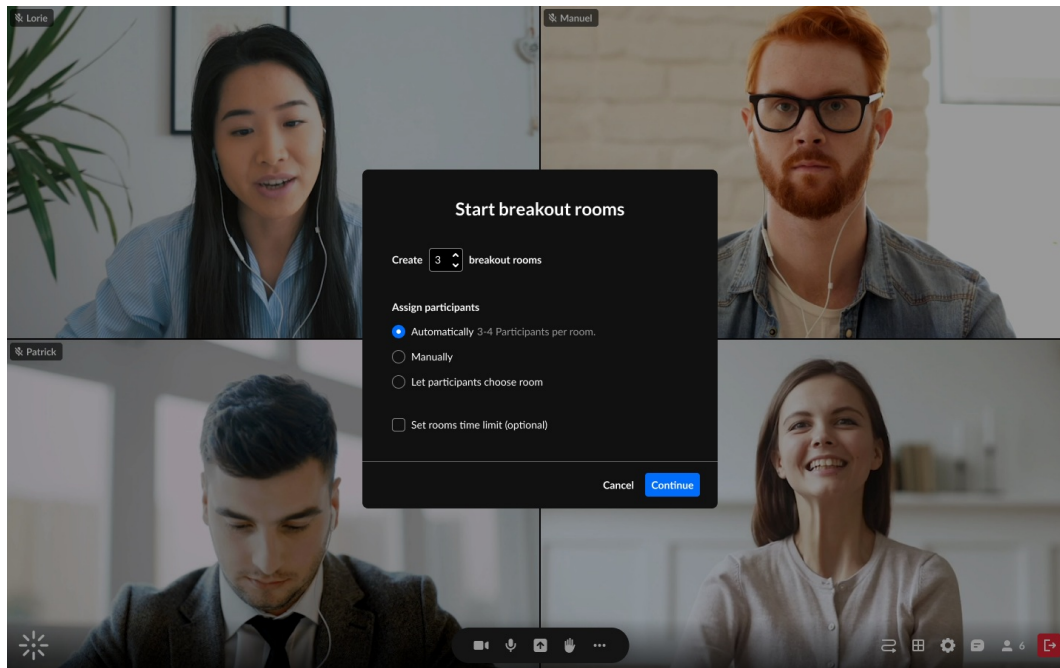 Lorie
Manuel
Start breakout rooms
Create 3 breakout rooms
Assign participants
Automatically 3-4 Participants per room.
Manually
Let participants choose room
Set rooms time limit (optional)
Cancel Continue
Patrick
6